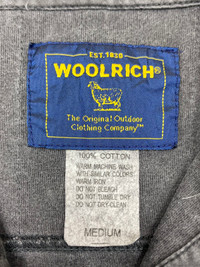 EST. 1830
WOOLRICH®
The Original Outdoor
Clothing Company™
100% COTTON
WARM MACHINE WASH
WITH SIMILAR COLORS
WARM IRON
DO NOT BLEACH
DO NOT TUMBLE DRY
DO NOT DRY CLEAN
MEDIUM